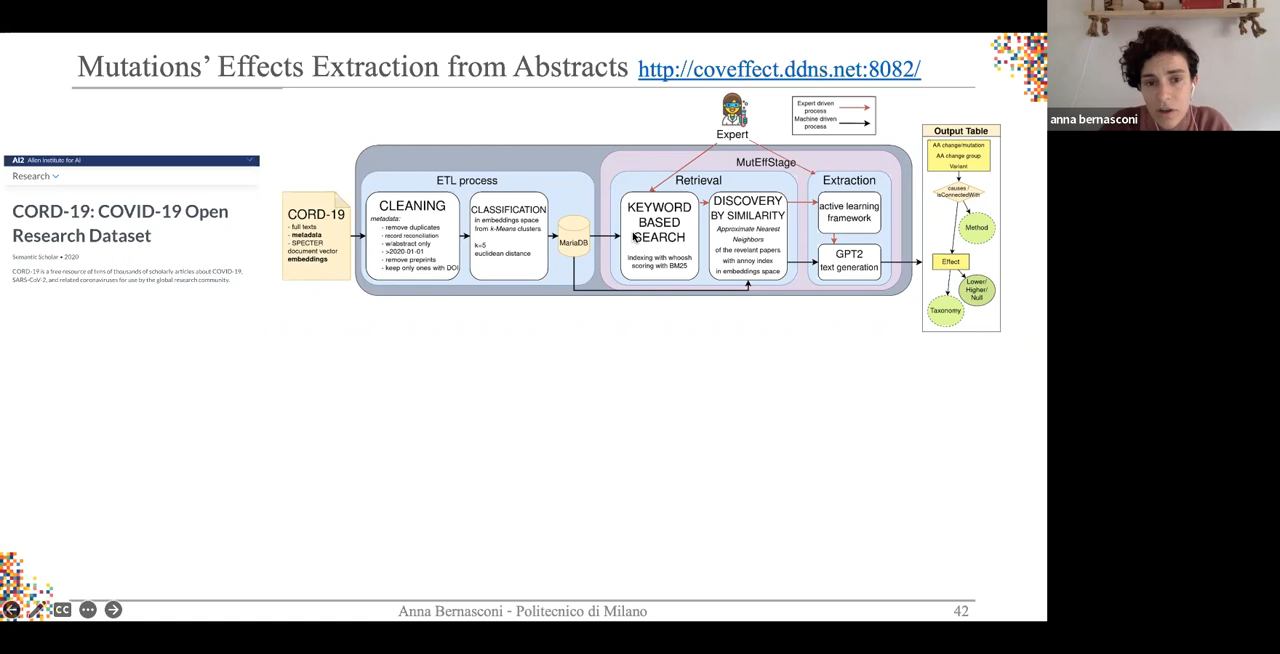 Mutations' Effects Extraction from Abstracts http://coveffect.ddns.net:8082/
anna bernasconi
AI2 Allen Institute for AI
Research
CORD-19: COVID-19 Open
Research Dataset
Semantic Scholar • 2020
CORD-19 is a free resource of tens of thousands of scholarly articles about COVID-19,
SARS-CoV-2, and related coronaviruses for use by the global research community.
Expert
Expert driven
process
Machine driven
process
CORD-19
- full texts
- metadata
- SPECTER
document vector
embeddings
ETL process
CLEANING
metadata:
- remove duplicates
- record reconciliation
- w/abstract only
- >2020-01-01
- remove preprints
- keep only ones with DOI
CLASSIFICATION
in embeddings space
from k-Means clusters
k=5
euclidean distance
MariaDB
MutEffStage
Retrieval
KEYWORD
BASED
SEARCH
indexing with whoosh
scoring with BM25
DISCOVERY
BY SIMILARITY
Approximate Nearest
Neighbors
of the revelant papers
with annoy index
in embeddings space
Extraction
active learning
framework
GPT2
text generation
Output Table
AA change/mutation
AA change group
Variant
causes /
isConnectedWith
Method
Effect
Lower/
Higher/
Null
Taxonomy
CC
Anna Bernasconi - Politecnico di Milano
42